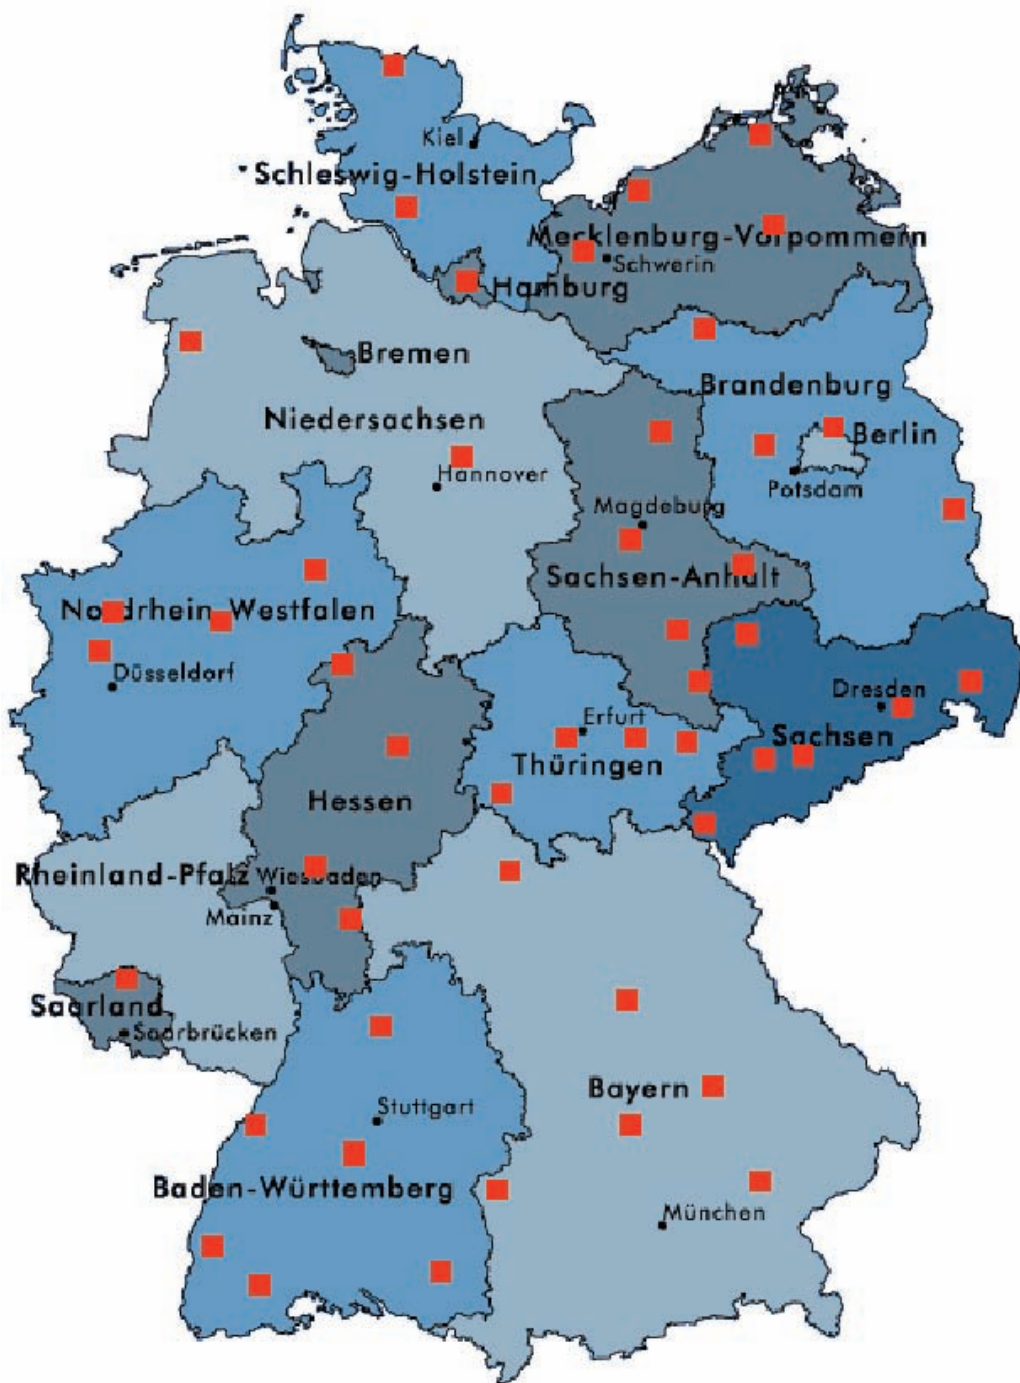 Kiel
Schleswig-Holstein
Mecklenburg-Vorpommern
Schwerin
Hamburg
Bremen
Brandenburg
Niedersachsen
Berlin
Hannover
Potsdam
Magdeburg
Sachsen-Anhalt
Nordrhein-Westfalen
Düsseldorf
Dresden
Erfurt
Sachsen
Thüringen
Hessen
Rheinland-Pfalz
Wiesbaden
Mainz
Saarland
Saarbrücken
Bayern
Stuttgart
Baden-Württemberg
München